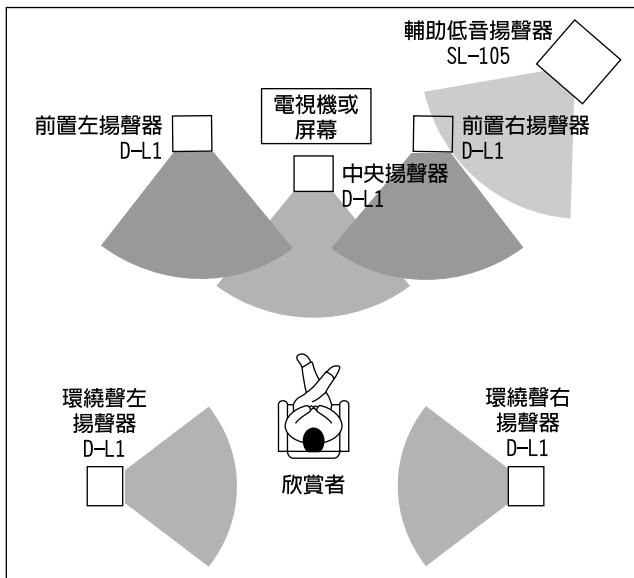 輔助低音揚聲器
SL-105
電視機或
屏幕
前置左揚聲器
D-L1
前置右揚聲器
D-L1
中央揚聲器
D-L1
環繞聲左
揚聲器
D-L1
環繞聲右
揚聲器
D-L1
欣賞者